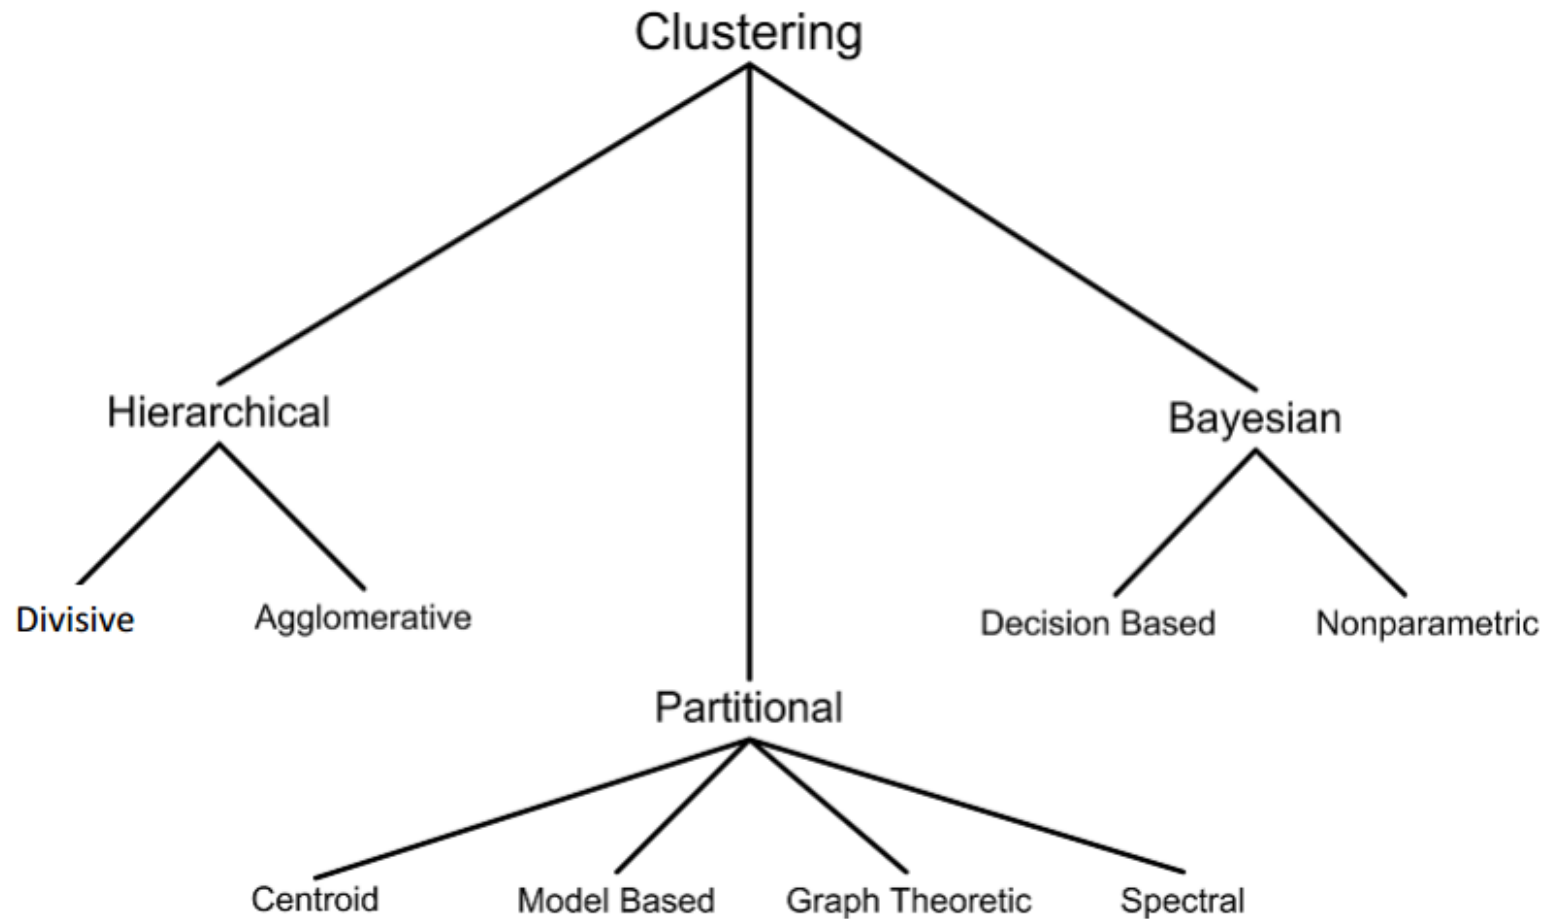 Clustering
Hierarchical
Bayesian
Divisive
Agglomerative
Decision Based
Nonparametric
Partitional
Centroid
Model Based
Graph Theoretic
Spectral